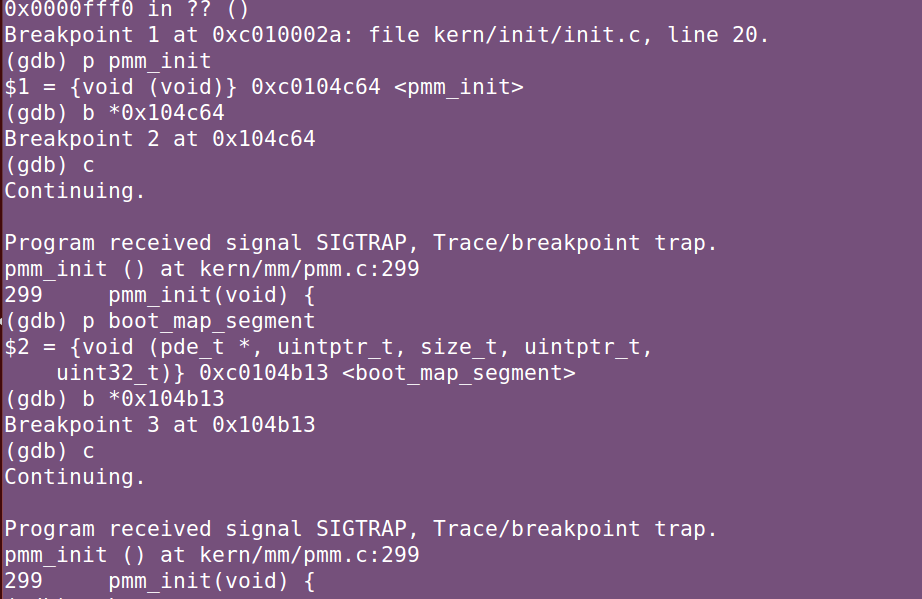 0x0000fff0 in ?? ()
Breakpoint 1 at 0xc010002a: file kern/init/init.c, line 20.
(gdb) p pmm_init
$1 = {void (void)} 0xc0104c64 <pmm_init>
(gdb) b *0x104c64
Breakpoint 2 at 0x104c64
(gdb) c
Continuing.

Program received signal SIGTRAP, Trace/breakpoint trap.
pmm_init () at kern/mm/pmm.c:299
299     pmm_init(void) {
(gdb) p boot_map_segment
$2 = {void (pde_t *, uintptr_t, size_t, uintptr_t,
    uint32_t)} 0xc0104b13 <boot_map_segment>
(gdb) b *0x104b13
Breakpoint 3 at 0x104b13
(gdb) c
Continuing.

Program received signal SIGTRAP, Trace/breakpoint trap.
pmm_init () at kern/mm/pmm.c:299
299     pmm_init(void) {